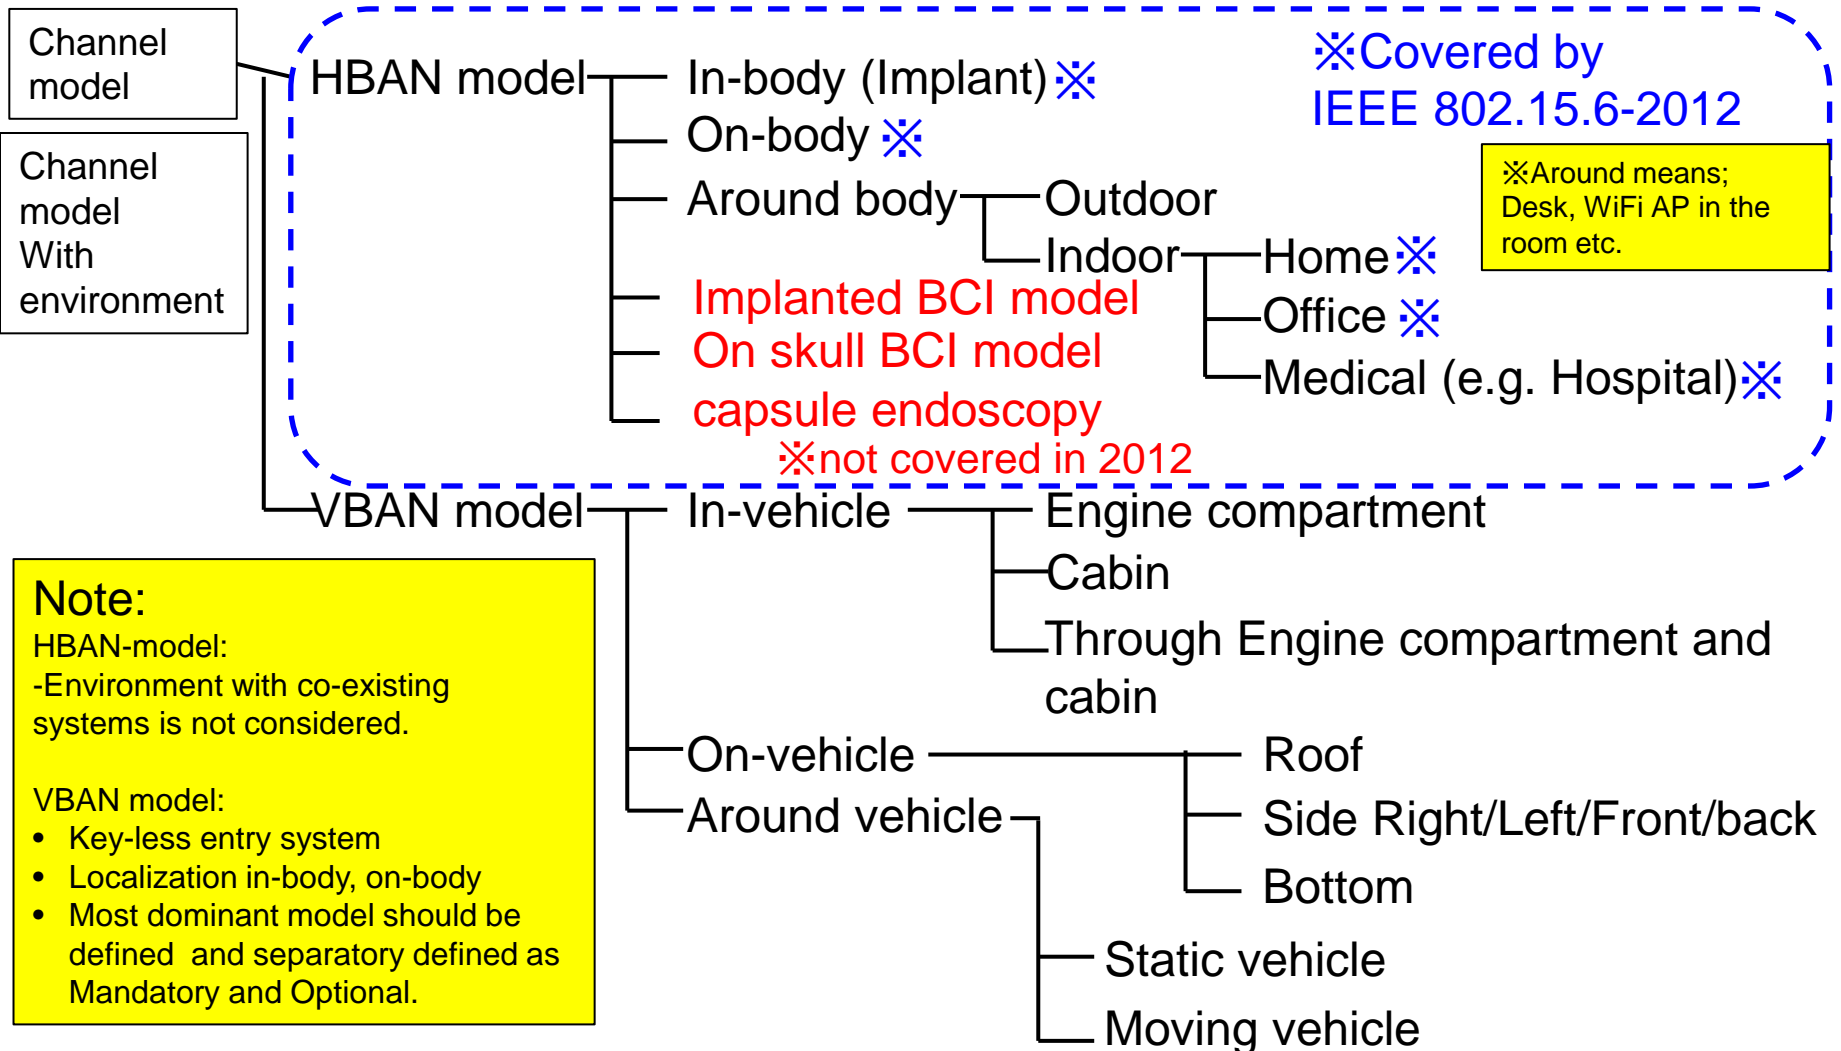 Channel
model
Channel
model
With
environment
HBAN model
In-body (Implant)※
On-body ※
Around body
Outdoor
Indoor
Home※
Office ※
Medical (e.g. Hospital)※
Implanted BCI model
On skull BCI model
capsule endoscopy
※not covered in 2012
※Covered by
IEEE 802.15.6-2012
※Around means;
Desk, WiFi AP in the
room etc.
VBAN model
In-vehicle
Engine compartment
Cabin
Through Engine compartment and
cabin
On-vehicle
Roof
Side Right/Left/Front/back
Bottom
Around vehicle
Static vehicle
Moving vehicle
Note:
HBAN-model:
-Environment with co-existing
systems is not considered.
VBAN model:
• Key-less entry system
• Localization in-body, on-body
• Most dominant model should be
defined and separatory defined as
Mandatory and Optional.